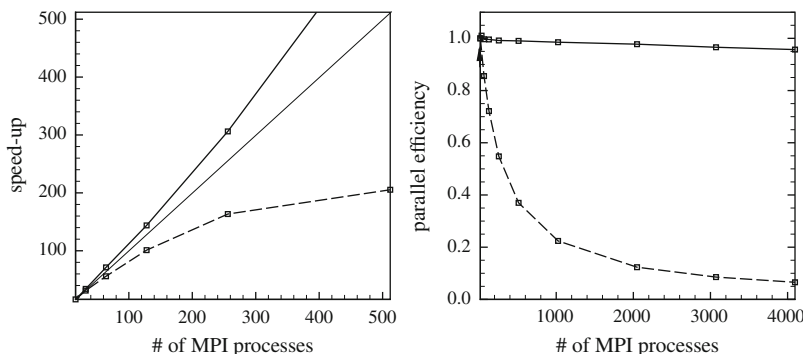 500
400
300
200
100
speed-up
100 200 300 400 500
# of MPI processes
1.0
0.8
0.6
0.4
0.2
0.0
parallel efficiency
1000 2000 3000 4000
# of MPI processes